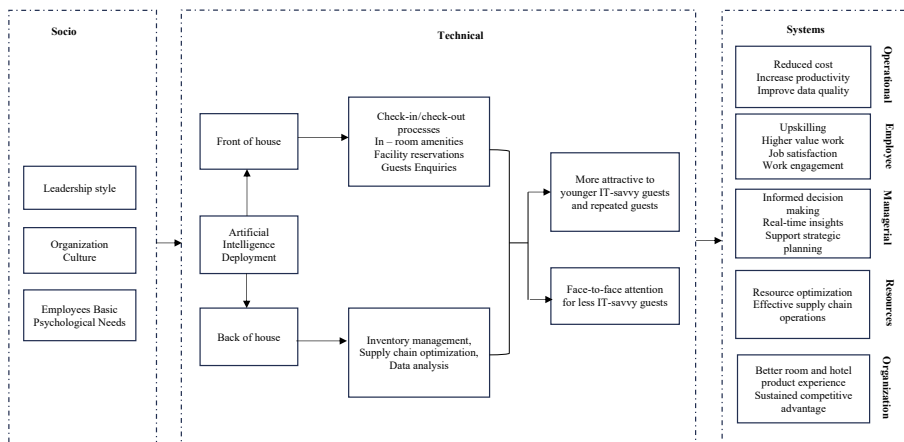 Socio
Leadership style
Organization
Culture
Employees Basic
Psychological Needs
Technical
Front of house
Artificial
Intelligence
Deployment
Back of house
Check-in/check-out
processes
In – room amenities
Facility reservations
Guests Enquiries
Inventory management,
Supply chain optimization,
Data analysis
More attractive to
younger IT-savvy guests
and repeated guests
Face-to-face attention
for less IT-savvy guests
Systems
Reduced cost
Increase productivity
Improve data quality
Operational
Upskilling
Higher value work
Job satisfaction
Work engagement
Employee
Informed decision
making
Real-time insights
Support strategic
planning
Managerial
Resource optimization
Effective supply chain
operations
Resources
Better room and hotel
product experience
Sustained competitive
advantage
Organization